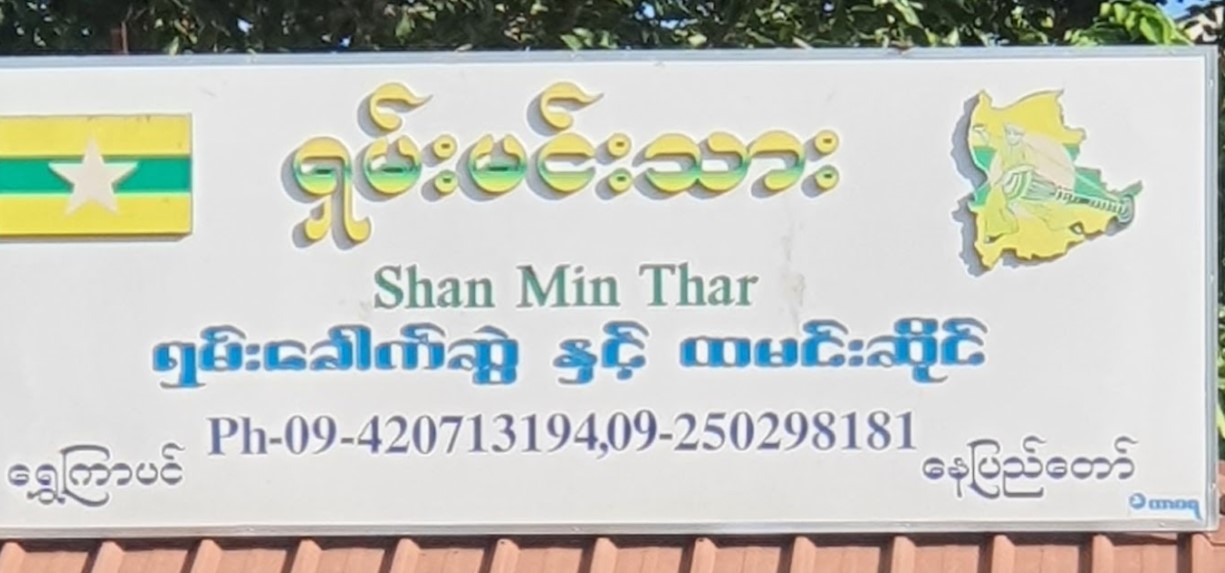 ရှမ်းမင်းသား
Shan Min Thar
ရှမ်းခေါက်ဆွဲ နှင့် ထမင်းဆိုင်
Ph-09-420713194,09-250298181
ရွှေကြာပင် နေပြည်တော်